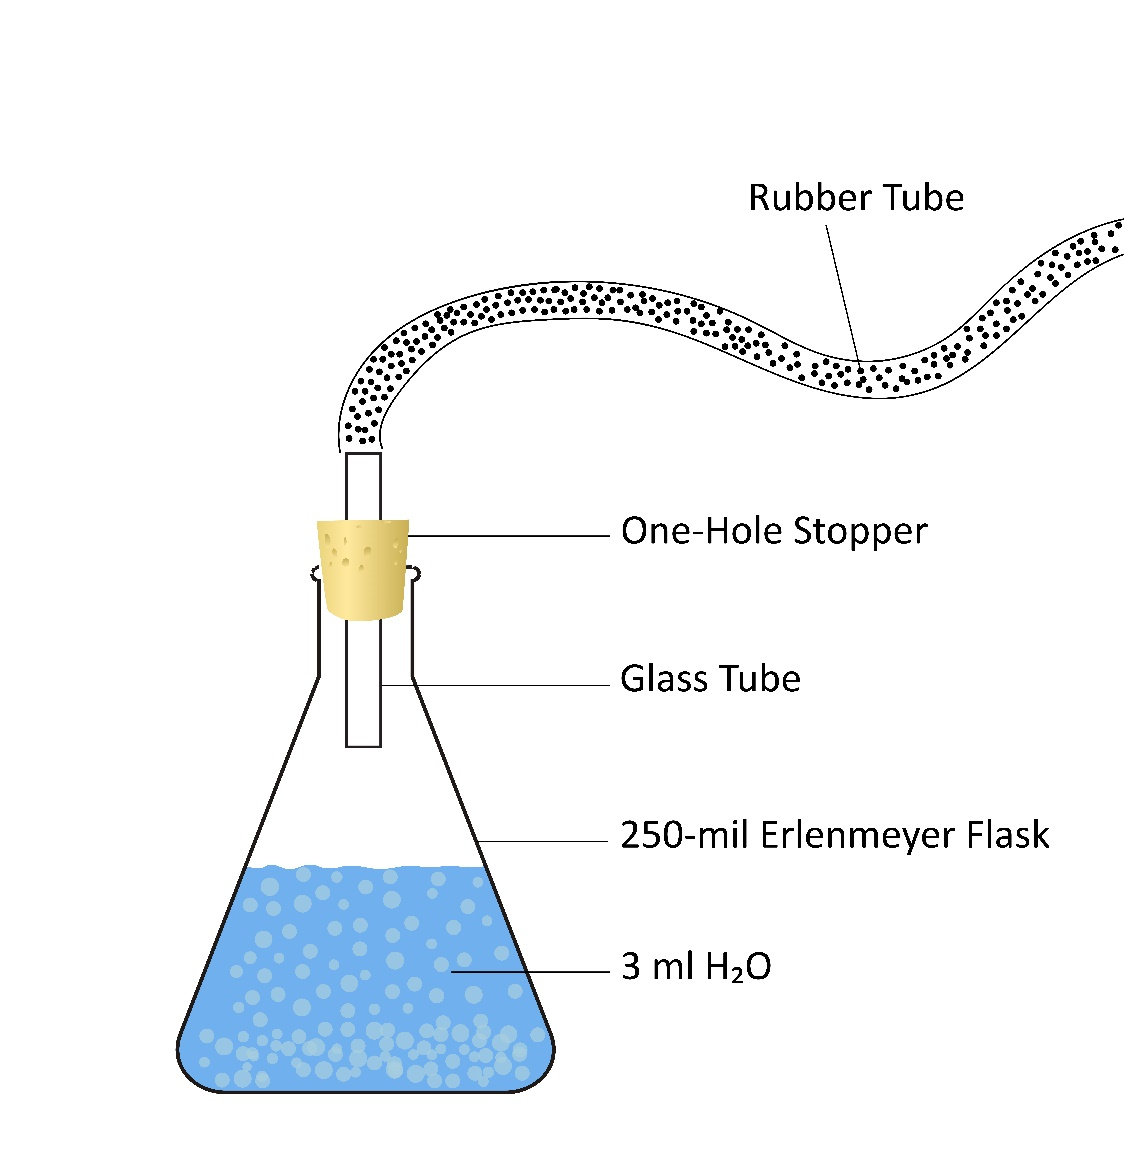 Rubber Tube
One-Hole Stopper
Glass Tube
250-mil Erlenmeyer Flask
3 ml H₂O